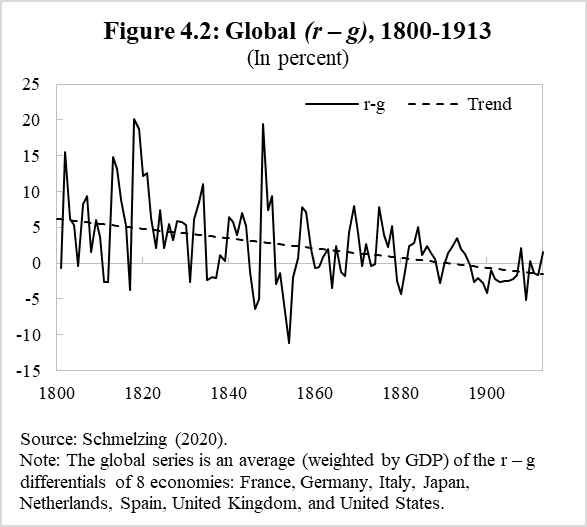 Figure 4.2: Global (r – g), 1800-1913
(In percent)
25
20
15
10
5
0
-5
-10
-15
r-g
Trend
1800 1820 1840 1860 1880 1900
Source: Schmelzing (2020).
Note: The global series is an average (weighted by GDP) of the r – g
differentials of 8 economies: France, Germany, Italy, Japan,
Netherlands, Spain, United Kingdom, and United States.